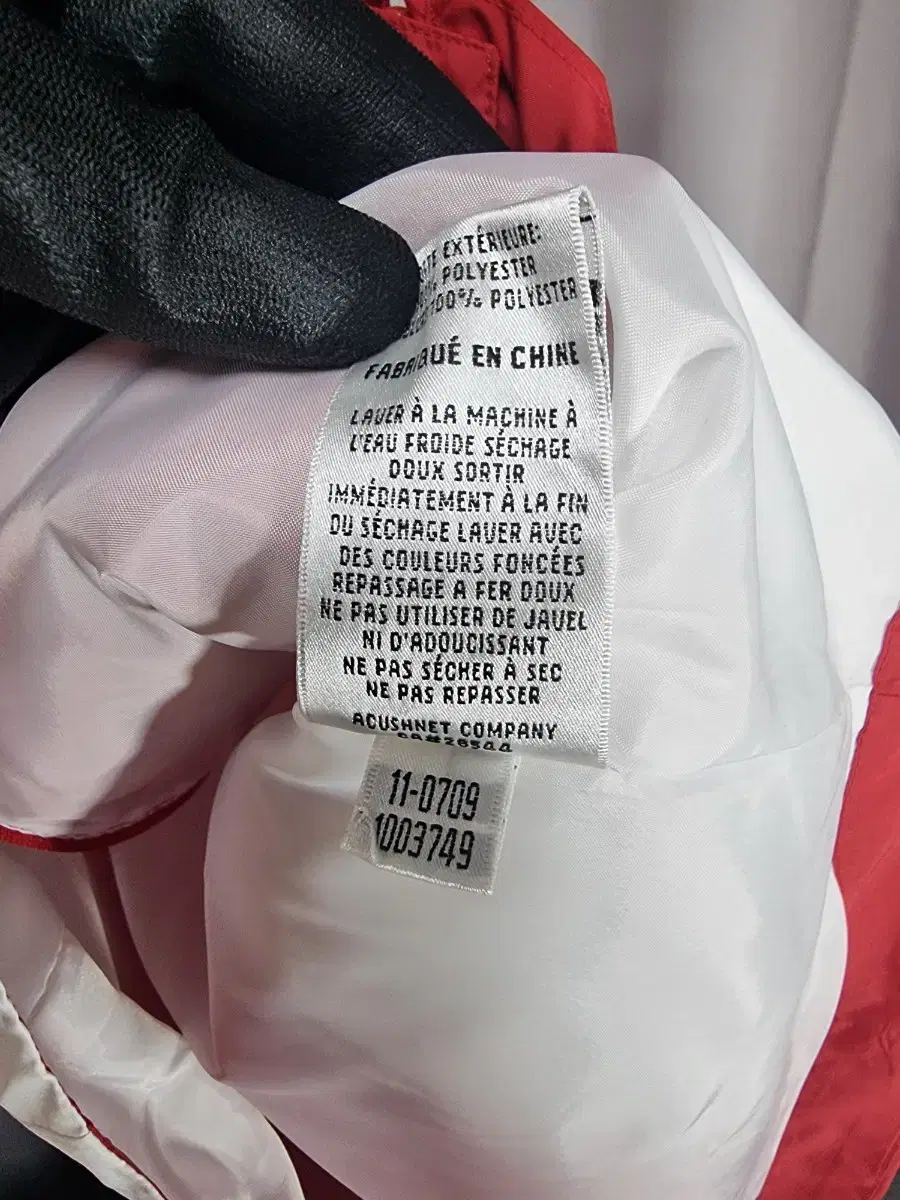 EXTÉRIEURE:
POLYESTER
100% POLYESTER
FABRIQUÉ EN CHINE
LAVER À LA MACHINE À
L'EAU FROIDE SÉCHAGE
DOUX SORTIR
IMMÉDIATEMENT À LA FIN
DU SÉCHAGE LAVER AVEC
DES COULEURS FONCÉES
REPASSAGE A FER DOUX
NE PAS UTILISER DE JAVEL
NI D'ADOUCISSANT
NE PAS SÉCHER À SEC
NE PAS REPASSER
ACUSHNET COMPANY
11-0709
1003749